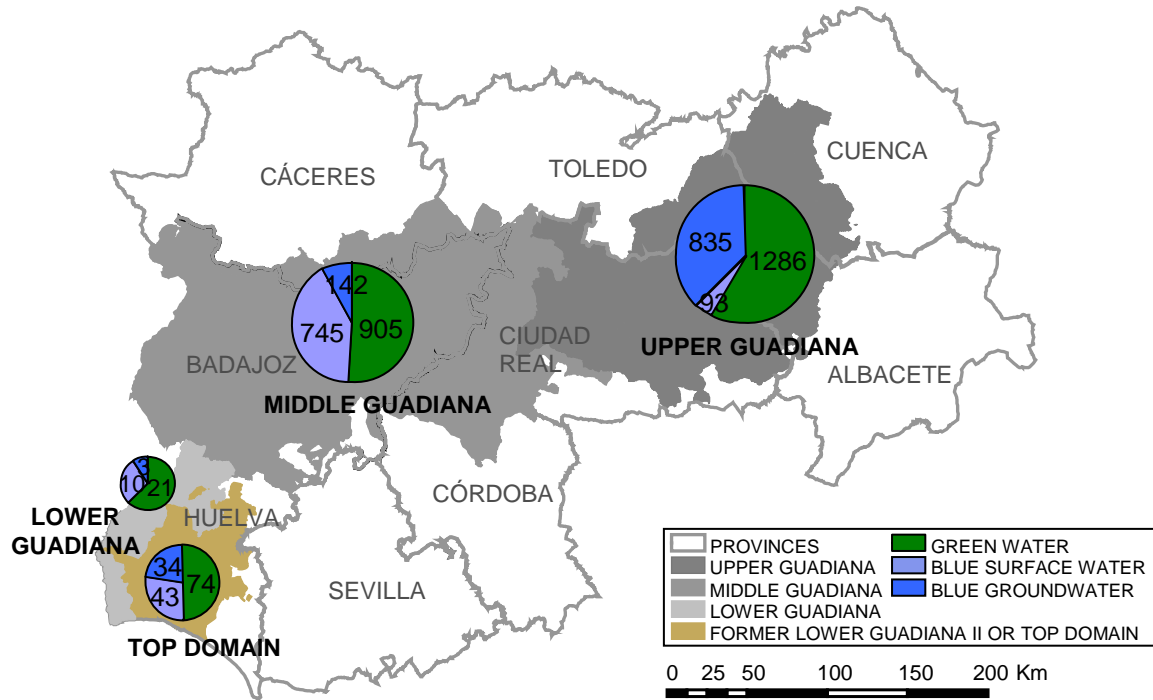 CUENCA
TOLEDO
CÁCERES
835
1286
93
142
745
905
CIUDAD
REAL
UPPER GUADIANA
BADAJOZ
ALBACETE
MIDDLE GUADIANA
3
10
21
CÓRDOBA
LOWER
GUADIANA
HUELVA
34
74
43
SEVILLA
TOP DOMAIN
PROVINCES
UPPER GUADIANA
MIDDLE GUADIANA
LOWER GUADIANA
FORMER LOWER GUADIANA II OR TOP DOMAIN
GREEN WATER
BLUE SURFACE WATER
BLUE GROUNDWATER
0 25 50 100 150 200 Km